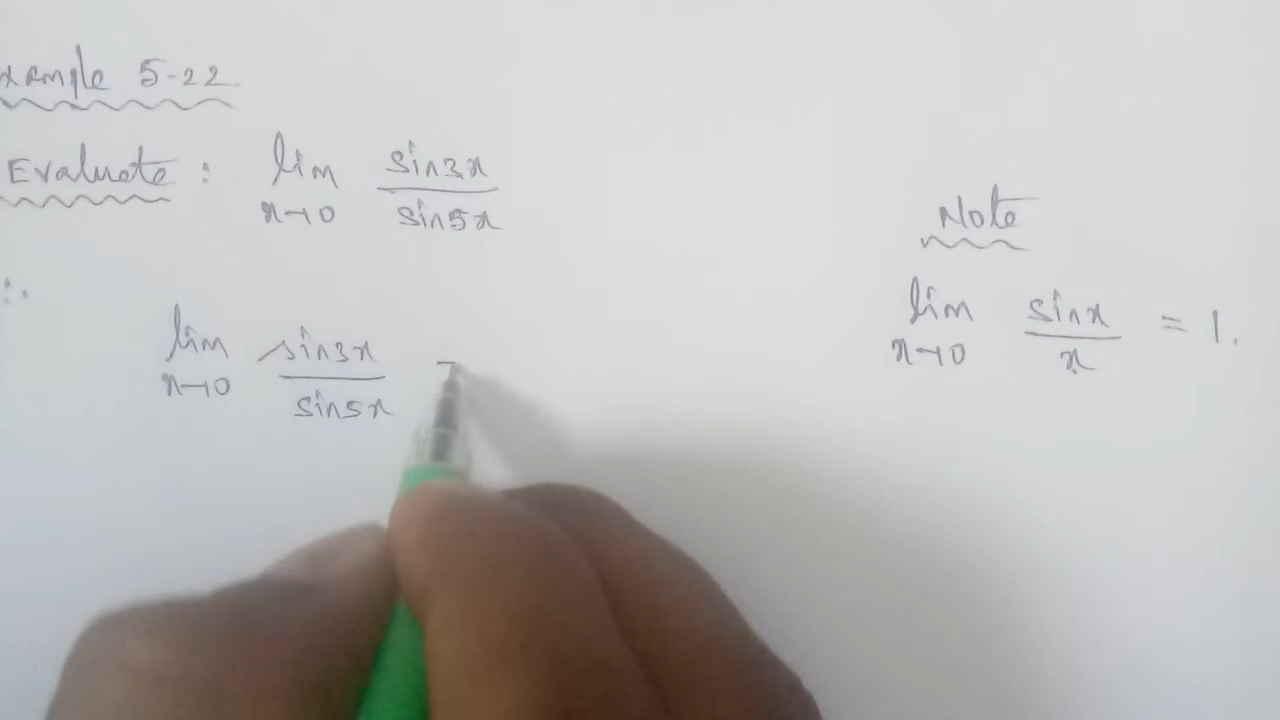 xample 5-22.
Evaluate : lim sin3x
x→0 sin5x
Note
∴.
lim sinx = 1.
x→0 x
lim sin3x
x→0 sin5x